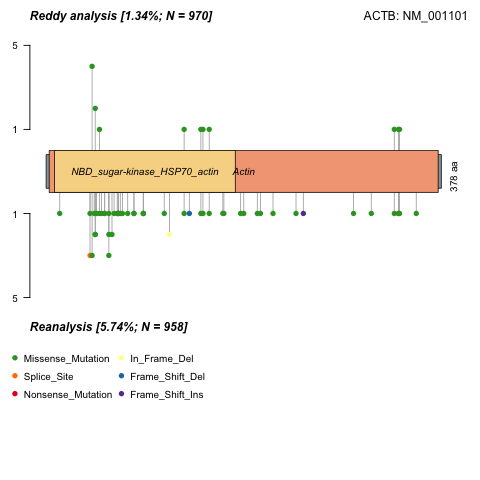 Reddy analysis [1.34%; N = 970]
ACTB: NM_001101
5
1
NBD_sugar-kinase_HSP70_actin
Actin
378 aa
1
5
Reanalysis [5.74%; N = 958]
Missense_Mutation
In_Frame_Del
Splice_Site
Frame_Shift_Del
Nonsense_Mutation
Frame_Shift_Ins